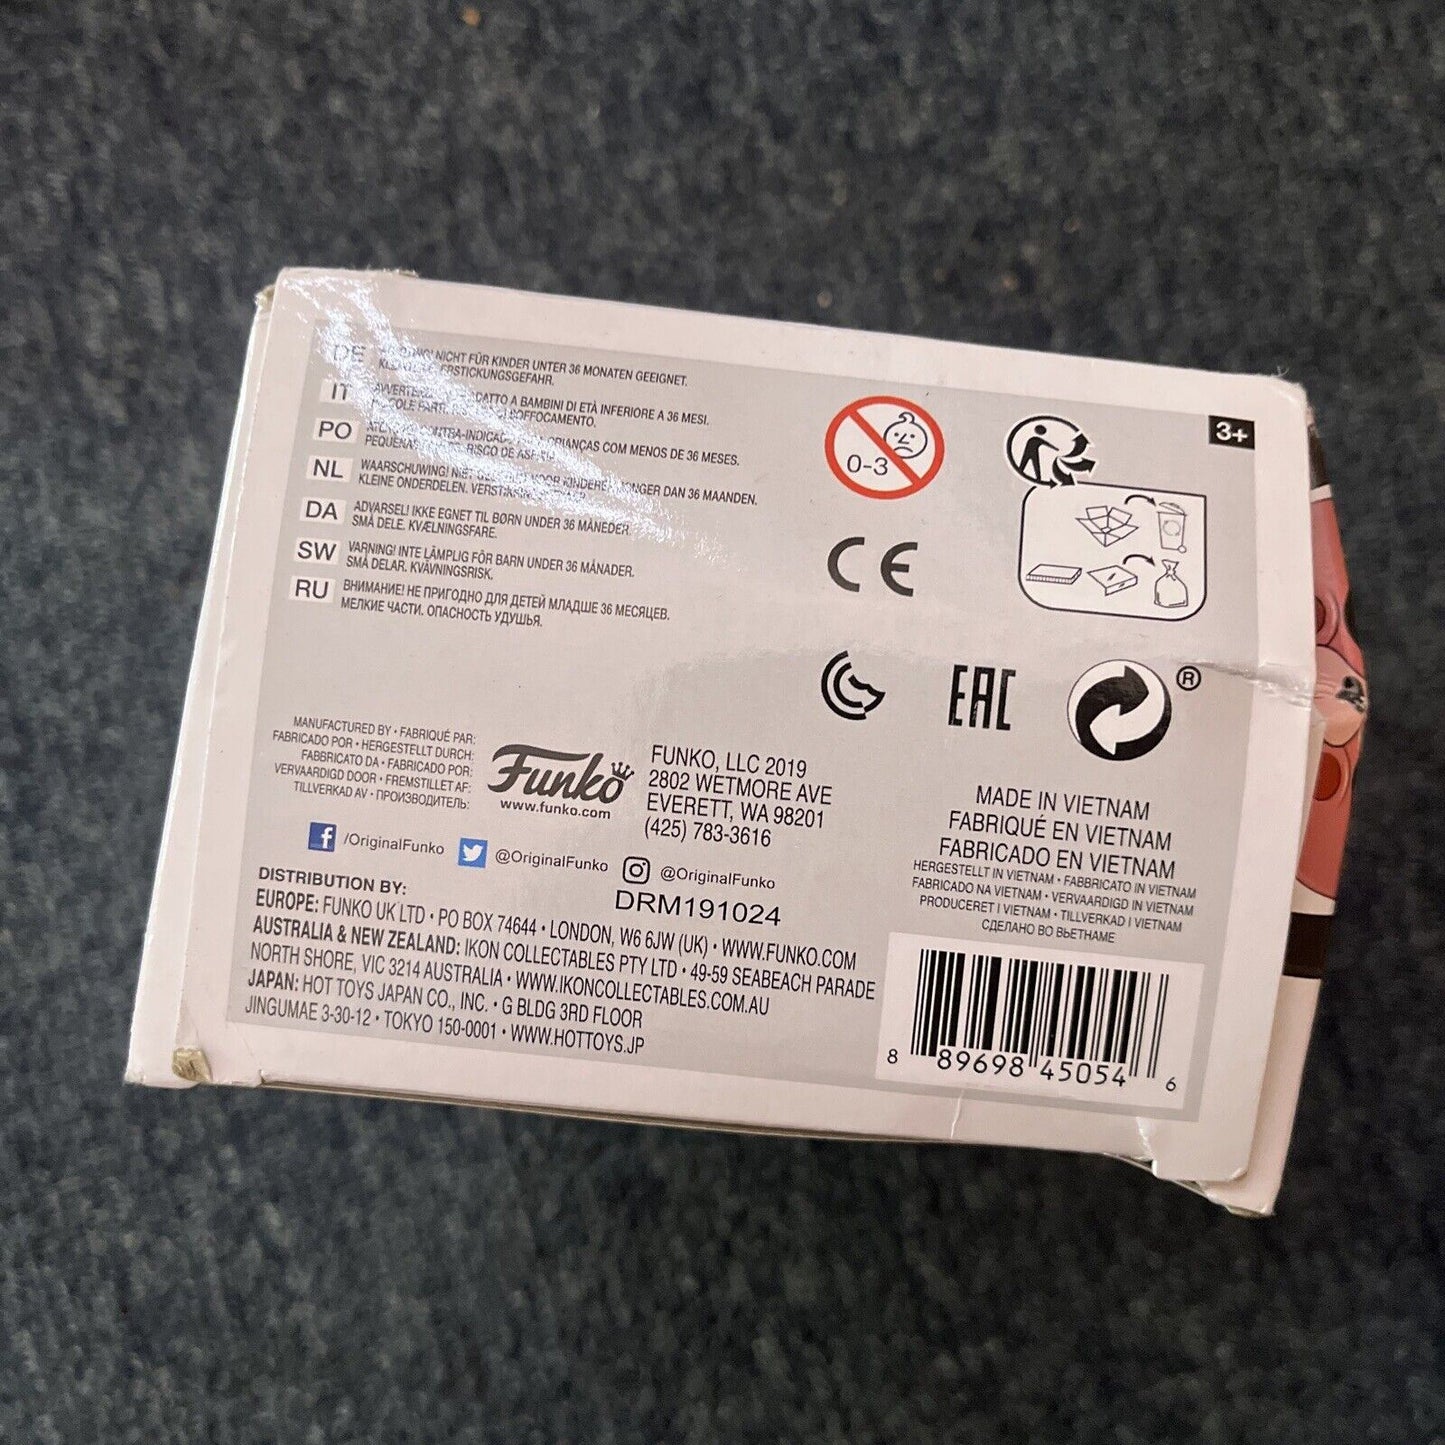 DE NICHT FÜR KINDER UNTER 36 MONATEN GEEIGNET.
ERSTICKUNGSGEFAHR.
IT A BAMBINI DI ETÀ INFERIORE A 36 MESI.
SOFFOCAMENTO.
PO CRIANÇAS COM MENOS DE 36 MESES.
RISCO DE
NL WAARSCHUWING! NIET VOOR KINDEREN JONGER DAN 36 MAANDEN.
KLEINE ONDERDELEN.
DA ADVARSEL! IKKE EGNET TIL BØRN UNDER 36 MÅNEDER.
SMÅ DELE. KVÆLNINGSFARE.
SW VARNING! INTE LÄMPLIG FÖR BARN UNDER 36 MÅNADER.
SMÅ DELAR. KVÄVNINGSRISK.
RU ВНИМАНИЕ! НЕ ПРИГОДНО ДЛЯ ДЕТЕЙ МЛАДШЕ 36 МЕСЯЦЕВ.
МЕЛКИЕ ЧАСТИ. ОПАСНОСТЬ УДУШЬЯ.
0-3
3+
CE
EAC
®
MANUFACTURED BY • FABRIQUÉ PAR:
FABRICADO POR • HERGESTELLT DURCH:
FABBRICATO DA • FABRICADO POR:
VERVAARDIGD DOOR • FREMSTILLET AF:
TILLVERKAD AV • ПРОИЗВОДИТЕЛЬ:
Funko
www.funko.com
FUNKO, LLC 2019
2802 WETMORE AVE
EVERETT, WA 98201
(425) 783-3616
/OriginalFunko @OriginalFunko @OriginalFunko
DRM191024
DISTRIBUTION BY:
EUROPE: FUNKO UK LTD • PO BOX 74644 • LONDON, W6 6JW (UK) • WWW.FUNKO.COM
AUSTRALIA & NEW ZEALAND: IKON COLLECTABLES PTY LTD • 49-59 SEABEACH PARADE
NORTH SHORE, VIC 3214 AUSTRALIA • WWW.IKONCOLLECTABLES.COM.AU
JAPAN: HOT TOYS JAPAN CO., INC. • G BLDG 3RD FLOOR
JINGUMAE 3-30-12 • TOKYO 150-0001 • WWW.HOTTOYS.JP
MADE IN VIETNAM
FABRIQUÉ EN VIETNAM
FABRICADO EN VIETNAM
HERGESTELLT IN VIETNAM • FABBRICATO IN VIETNAM
FABRICADO NA VIETNAM • VERVAARDIGD IN VIETNAM
PRODUCERET I VIETNAM • TILLVERKAD I VIETNAM
СДЕЛАНО ВО ВЬЕТНАМЕ
8 89698 45054 6